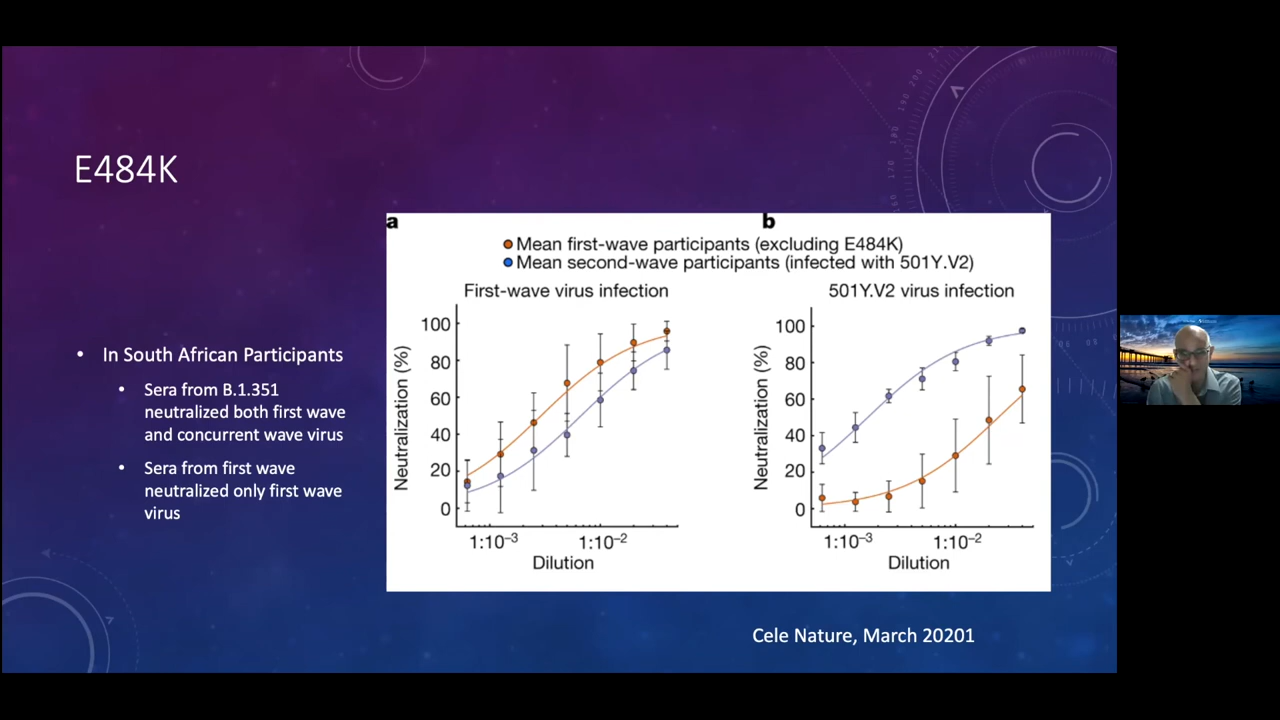 E484K
• In South African Participants
• Sera from B.1.351
neutralized both first wave
and concurrent wave virus
• Sera from first wave
neutralized only first wave
virus
a
b
Mean first-wave participants (excluding E484K)
Mean second-wave participants (infected with 501Y.V2)
First-wave virus infection
Neutralization (%)
100
80
60
40
20
0
1:10⁻³ 1:10⁻²
Dilution
501Y.V2 virus infection
Neutralization (%)
100
80
60
40
20
0
1:10⁻³ 1:10⁻²
Dilution
Cele Nature, March 20201